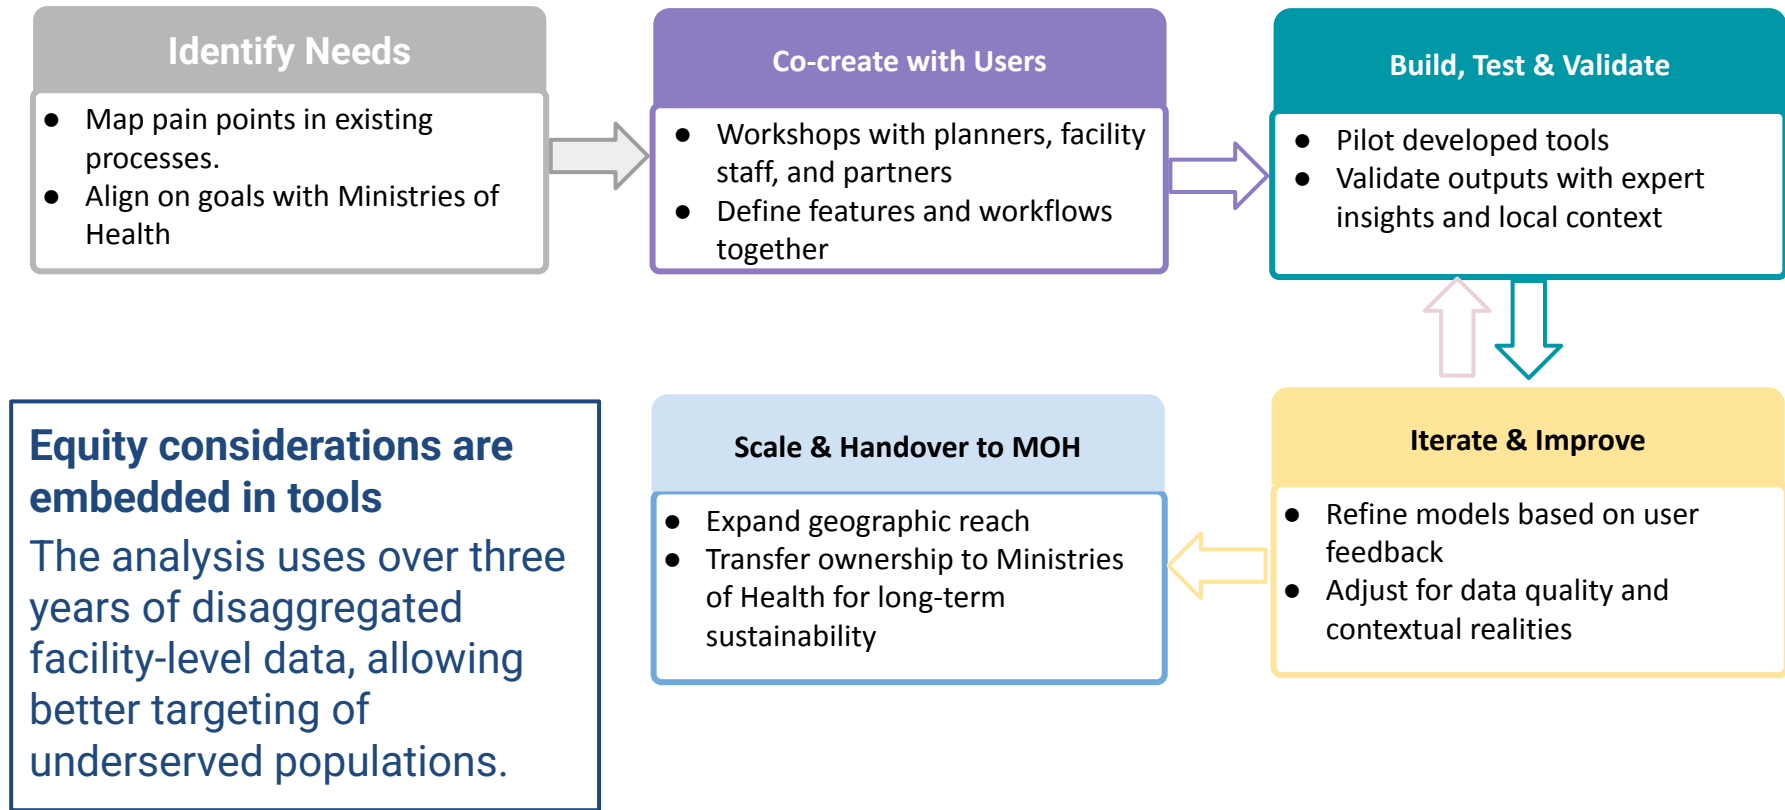 Identify Needs
● Map pain points in existing
processes.
● Align on goals with Ministries of
Health
Co-create with Users
● Workshops with planners, facility
staff, and partners
● Define features and workflows
together
Build, Test & Validate
● Pilot developed tools
● Validate outputs with expert
insights and local context
Iterate & Improve
● Refine models based on user
feedback
● Adjust for data quality and
contextual realities
Scale & Handover to MOH
● Expand geographic reach
● Transfer ownership to Ministries
of Health for long-term
sustainability
Equity considerations are
embedded in tools
The analysis uses over three
years of disaggregated
facility-level data, allowing
better targeting of
underserved populations.